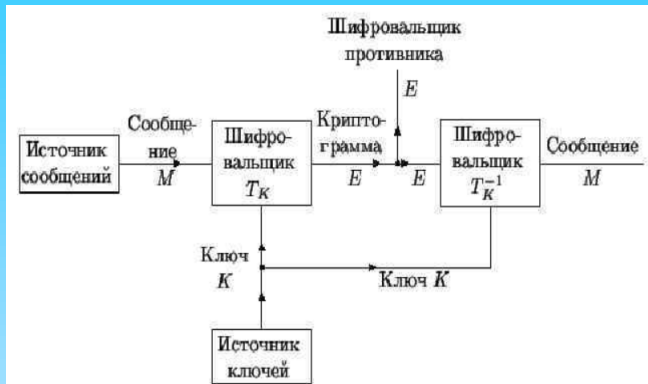 Шифровальщик
противника
E
Сообще-
ние
M
Источник
сообщений
Шифро-
вальщик
T_K
Крипто-
грамма
E
E
Шифро-
вальщик
T_K^{-1}
Сообщение
M
Ключ
K
Ключ K
Источник
ключей